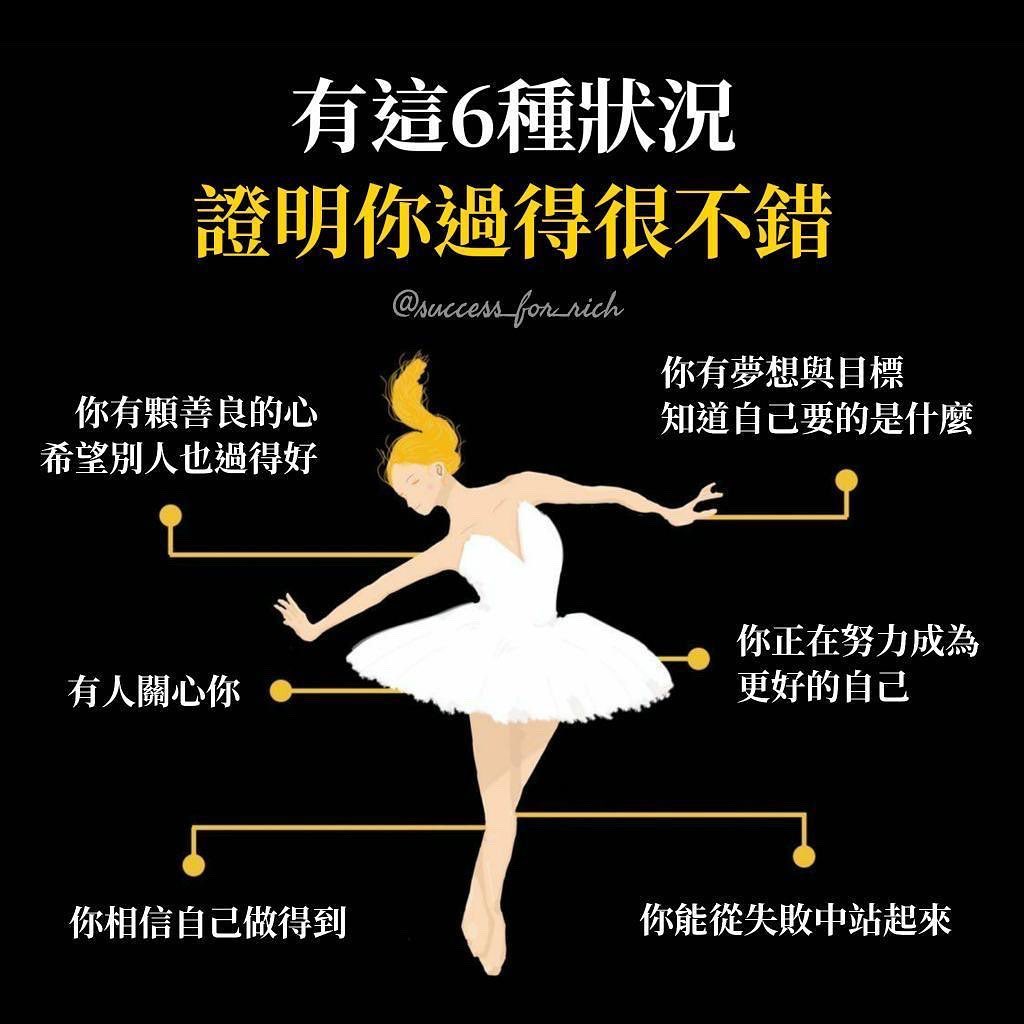 有這6種狀況
證明你過得很不錯
@success_for_rich
你有顆善良的心
希望別人也過得好
你有夢想與目標
知道自己要的是什麼
有人關心你
你正在努力成為
更好的自己
你相信自己做得到
你能從失敗中站起來